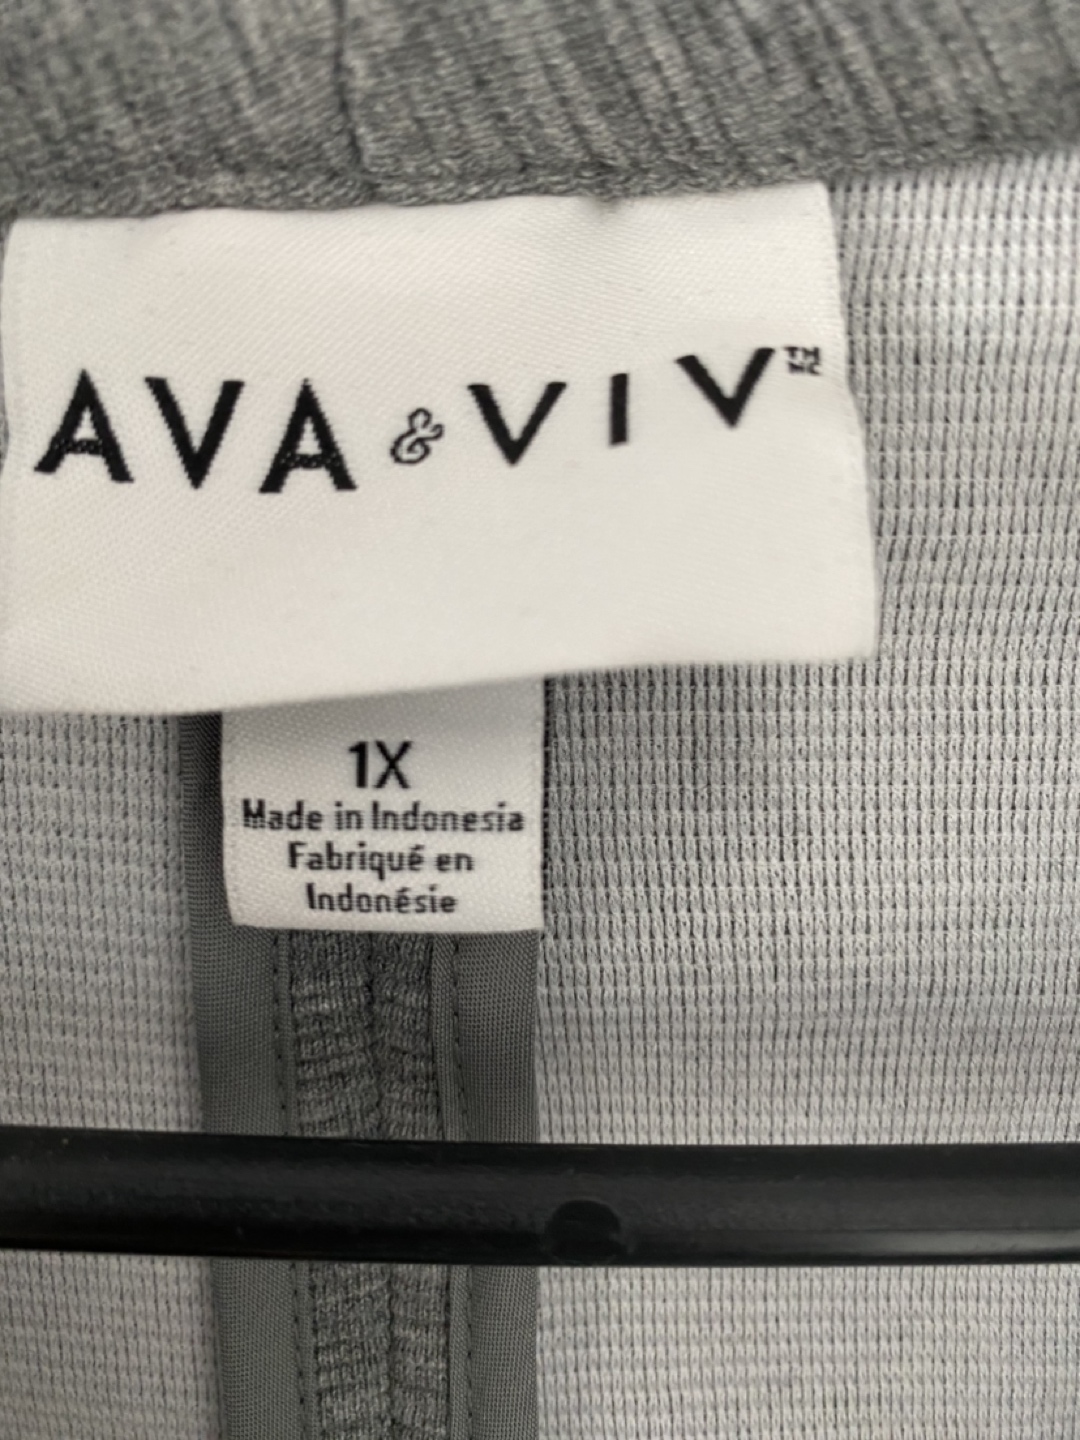 AVA & VIV™ MC
1X
Made in Indonesia
Fabriqué en
Indonésie